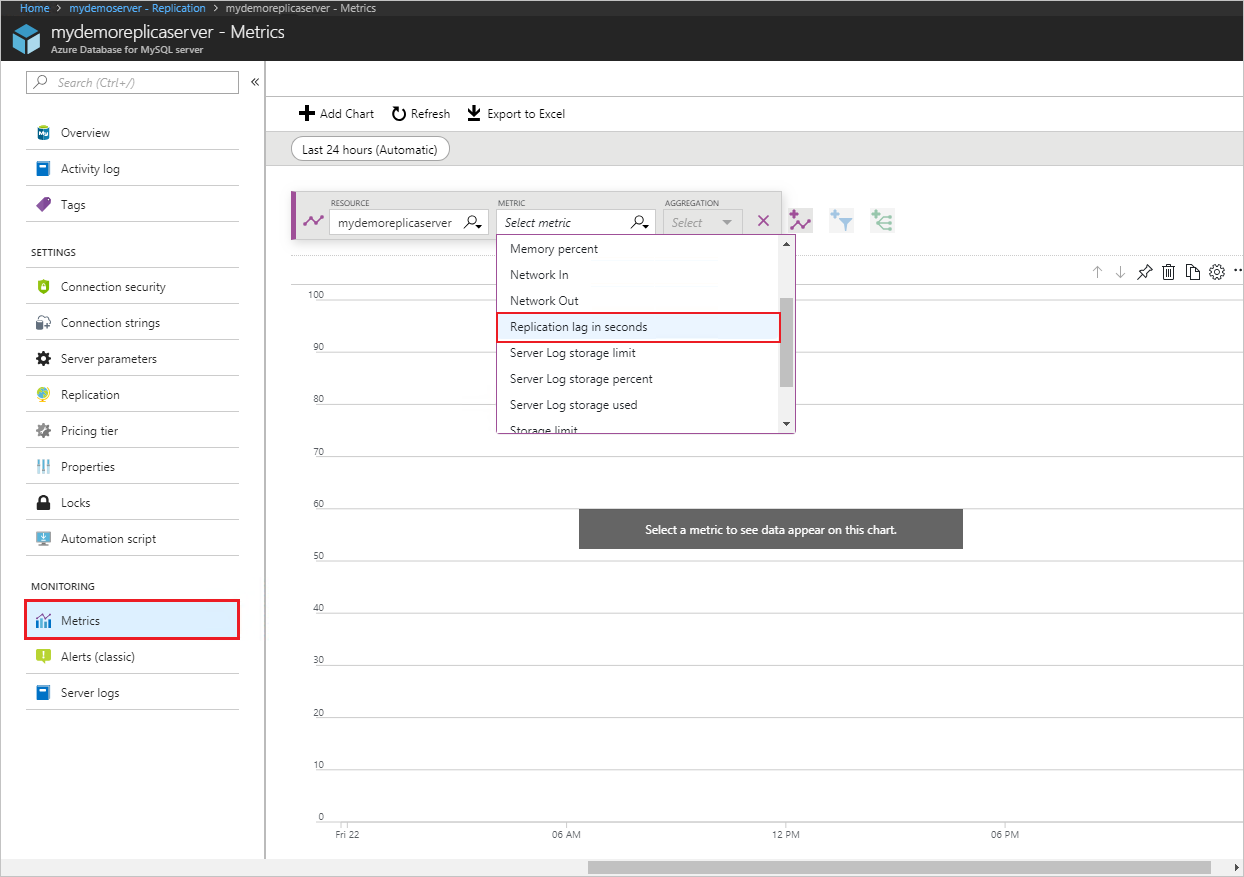 Home > mydemoserver - Replication > mydemoreplicaserver - Metrics
mydemoreplicaserver - Metrics
Azure Database for MySQL server
Search (Ctrl+/)
«
Overview
Activity log
Tags
SETTINGS
Connection security
Connection strings
Server parameters
Replication
Pricing tier
Properties
Locks
Automation script
MONITORING
Metrics
Alerts (classic)
Server logs
Add Chart
Refresh
Export to Excel
Last 24 hours (Automatic)
RESOURCE
mydemoreplicaserver
METRIC
Select metric
AGGREGATION
Select
Memory percent
Network In
Network Out
Replication lag in seconds
Server Log storage limit
Server Log storage percent
Server Log storage used
Storage limit
100
90
80
70
60
50
40
30
20
10
0
Select a metric to see data appear on this chart.
Fri 22
06 AM
12 PM
06 PM